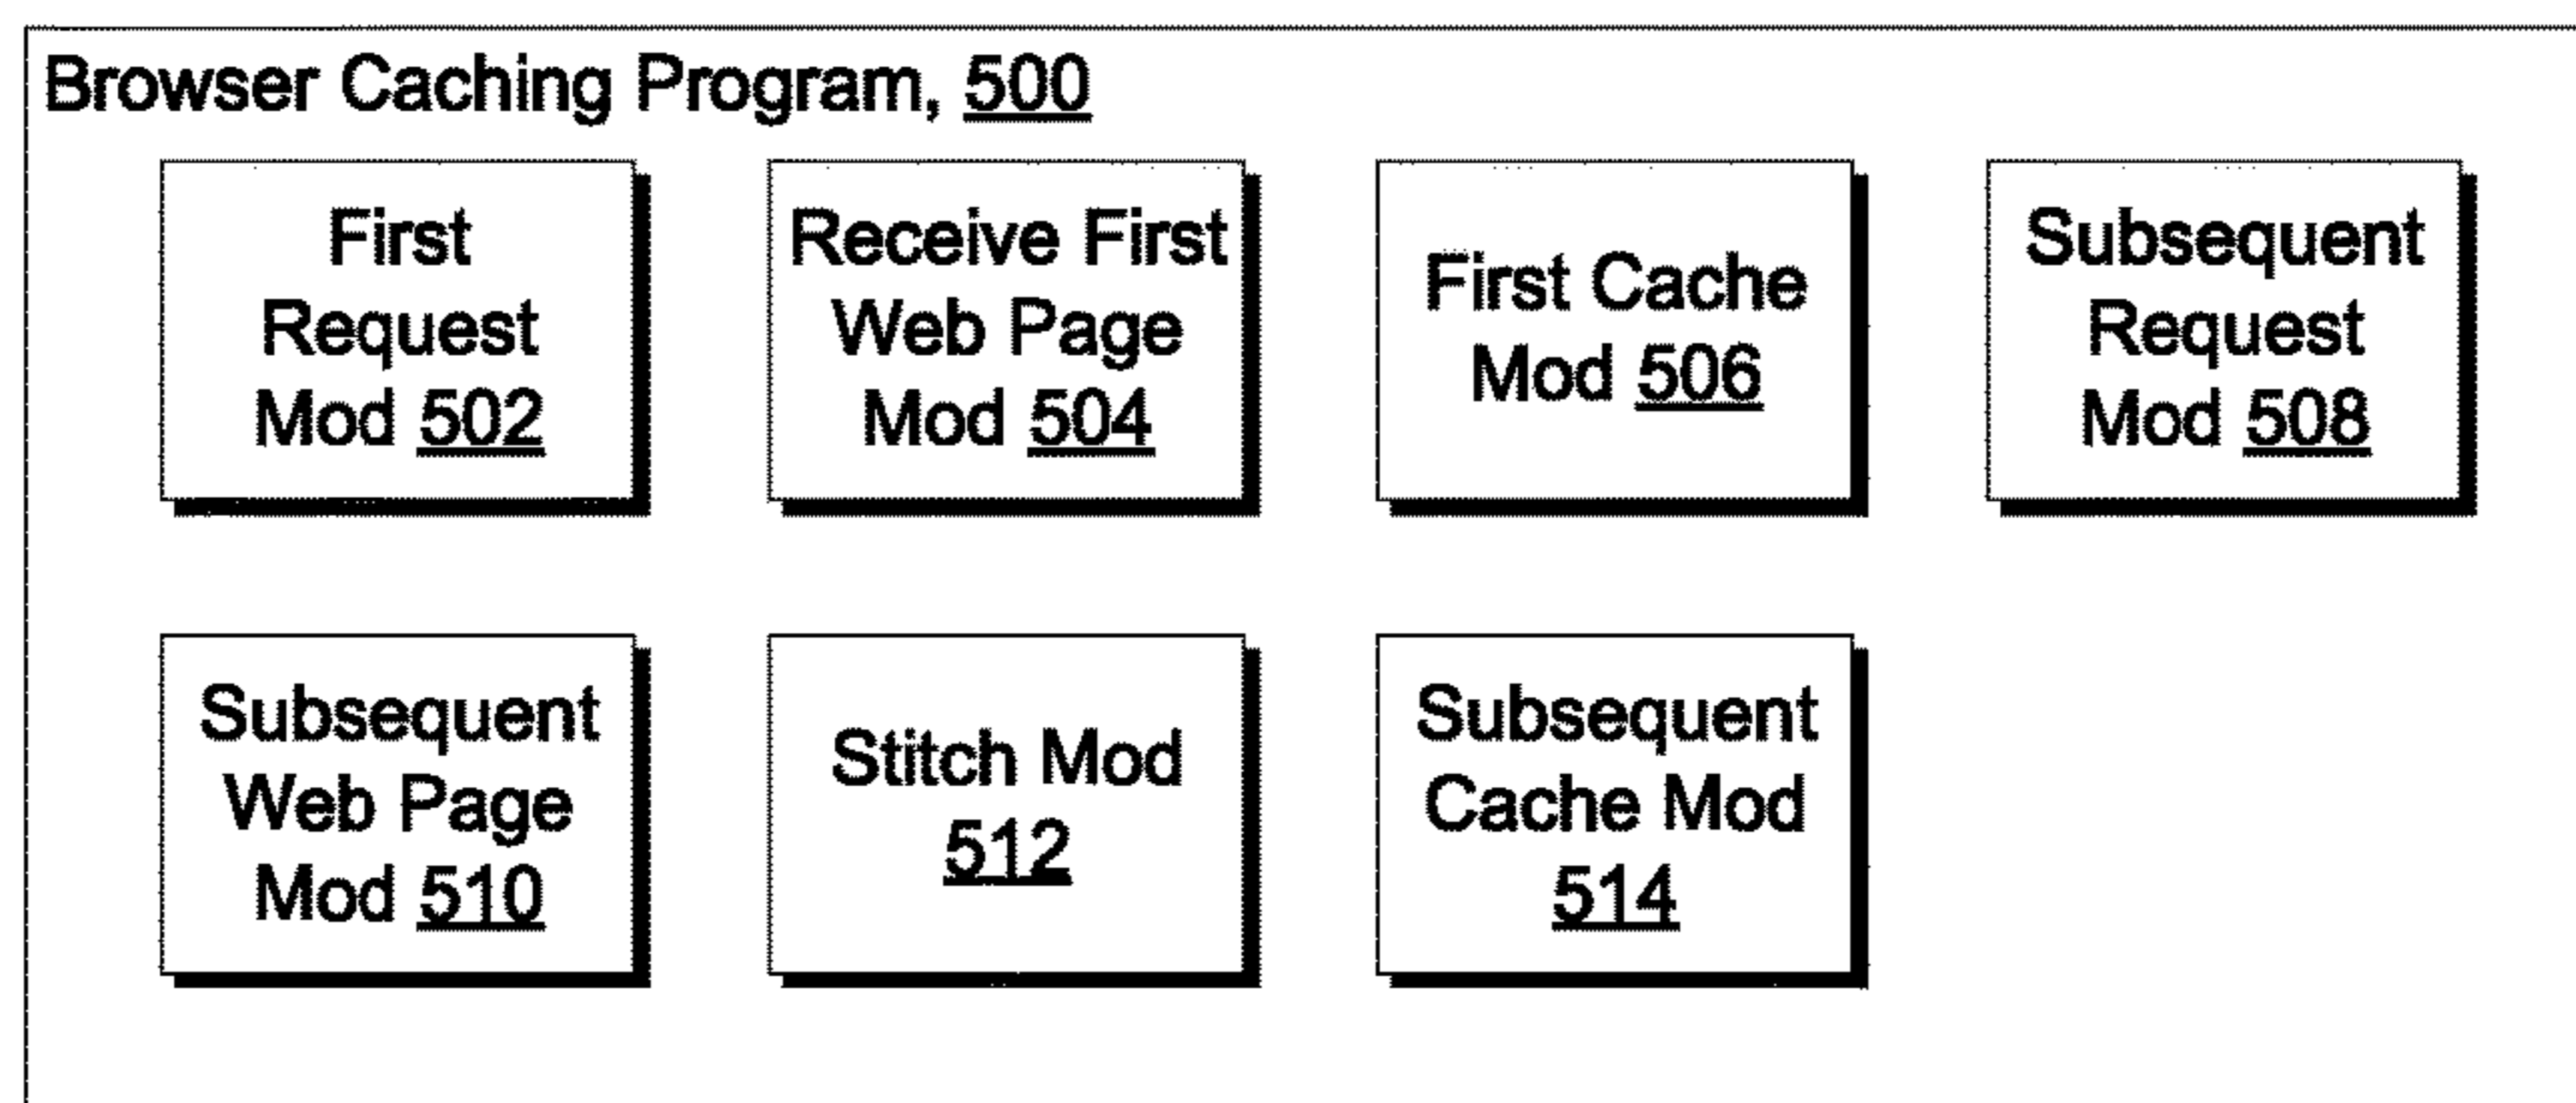 Browser Caching Program, 500
First
Request
Mod 502
Receive First
Web Page
Mod 504
First Cache
Mod 506
Subsequent
Request
Mod 508
Subsequent
Web Page
Mod 510
Stitch Mod
512
Subsequent
Cache Mod
514